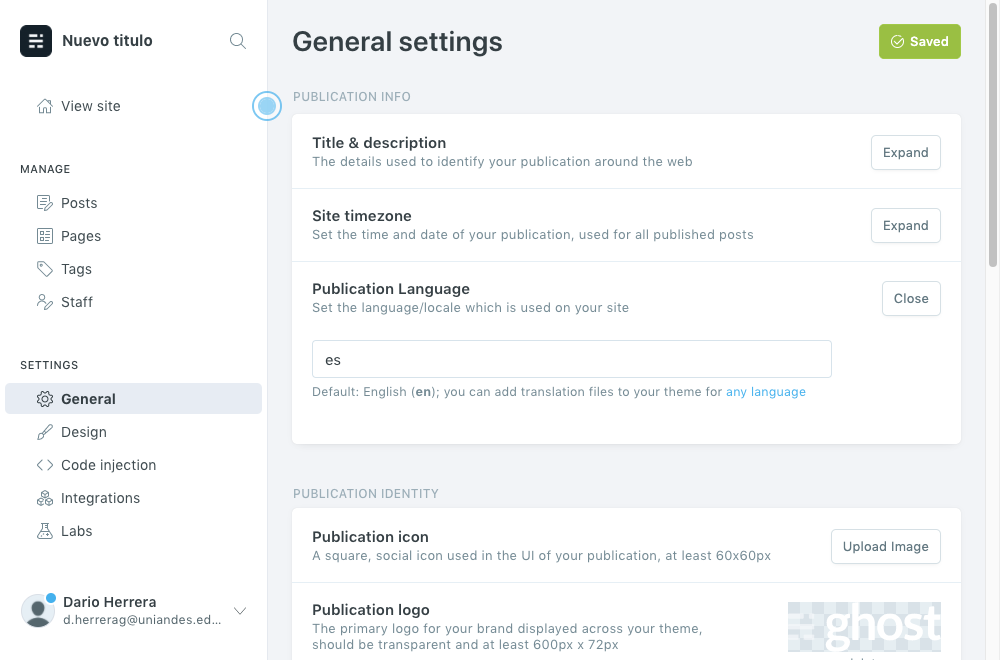 Nuevo titulo
View site
MANAGE
Posts
Pages
Tags
Staff
SETTINGS
General
Design
Code injection
Integrations
Labs
Dario Herrera
d.herrerag@uniandes.ed...
General settings
Saved
PUBLICATION INFO
Title & description
The details used to identify your publication around the web
Expand
Site timezone
Set the time and date of your publication, used for all published posts
Expand
Publication Language
Set the language/locale which is used on your site
Close
es
Default: English (en); you can add translation files to your theme for any language
PUBLICATION IDENTITY
Publication icon
A square, social icon used in the UI of your publication, at least 60x60px
Upload Image
Publication logo
The primary logo for your brand displayed across your theme,
should be transparent and at least 600px x 72px
ghost